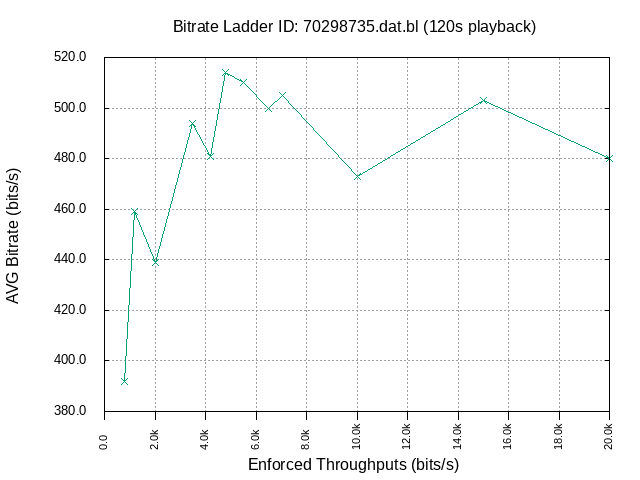 Bitrate Ladder ID: 70298735.dat.bl (120s playback)
520.0
500.0
480.0
460.0
440.0
420.0
400.0
380.0
AVG Bitrate (bits/s)
0.0
2.0k
4.0k
6.0k
8.0k
10.0k
12.0k
14.0k
16.0k
18.0k
20.0k
Enforced Throughputs (bits/s)